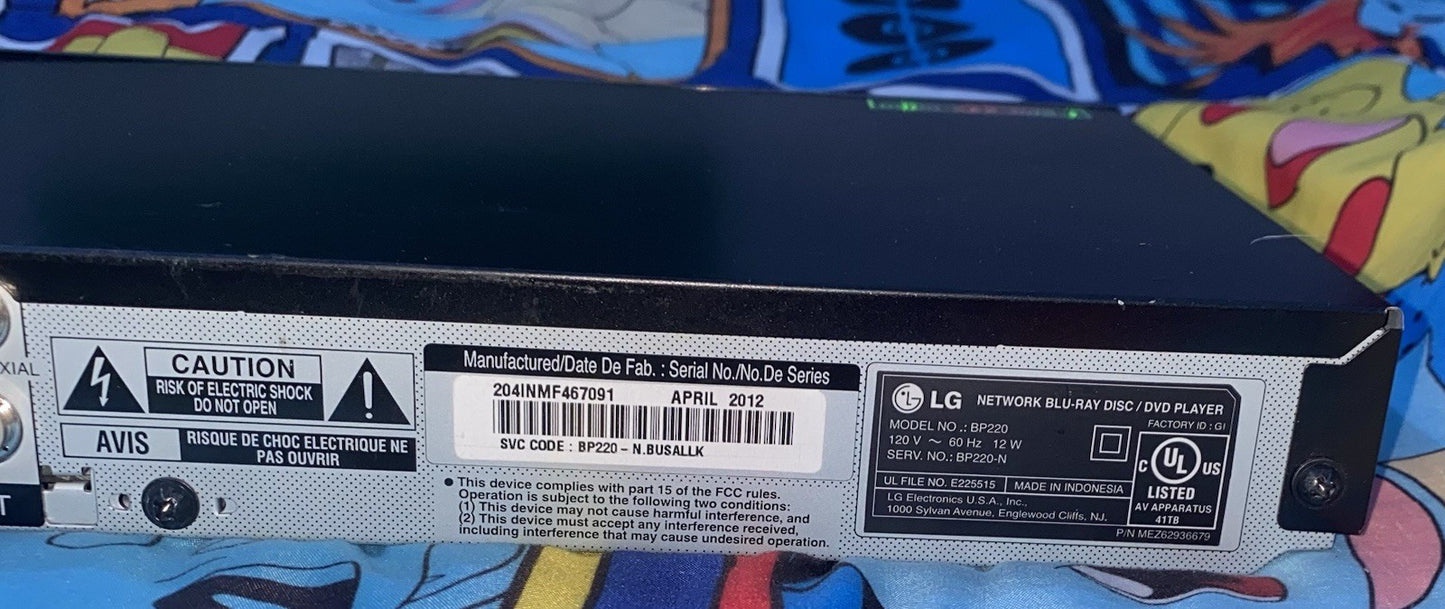 XIAL
T
CAUTION
RISK OF ELECTRIC SHOCK
DO NOT OPEN
AVIS
RISQUE DE CHOC ELECTRIQUE NE
PAS OUVRIR
Manufactured/Date De Fab. : Serial No./No.De Series
204INMF467091 APRIL 2012
SVC CODE : BP220 - N.BUSALLK
● This device complies with part 15 of the FCC rules.
Operation is subject to the following two conditions:
(1) This device may not cause harmful interference, and
(2) This device must accept any interference received,
including interference that may cause undesired operation.
LG NETWORK BLU-RAY DISC / DVD PLAYER
FACTORY ID : GI
MODEL NO .: BP220
120 V ~ 60 Hz 12 W
SERV. NO.: BP220-N
UL FILE NO. E225515 MADE IN INDONESIA
LG Electronics U.S.A., Inc.,
1000 Sylvan Avenue, Englewood Cliffs, NJ.
C UL US
LISTED
AV APPARATUS
41TB
P/N MEZ62936679